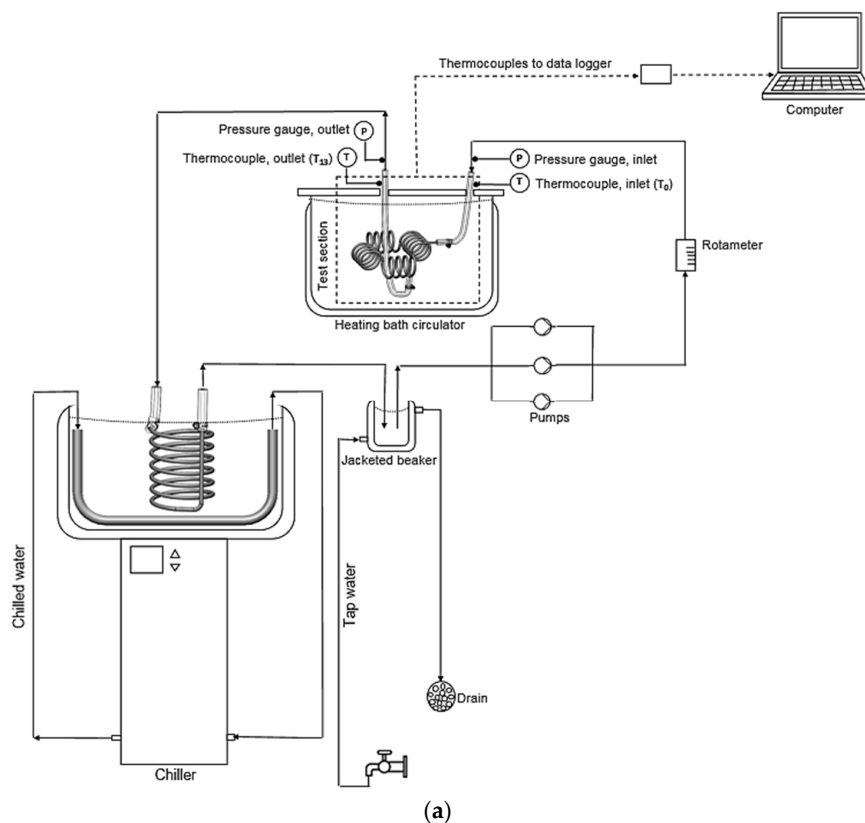 Thermocouples to data logger
Computer
Pressure gauge, outlet
P
Thermocouple, outlet (T₁₃)
T
P
Pressure gauge, inlet
T
Thermocouple, inlet (T₀)
Test section
Rotameter
Heating bath circulator
Pumps
Jacketed beaker
Chilled water
Tap water
Drain
Chiller
(a)